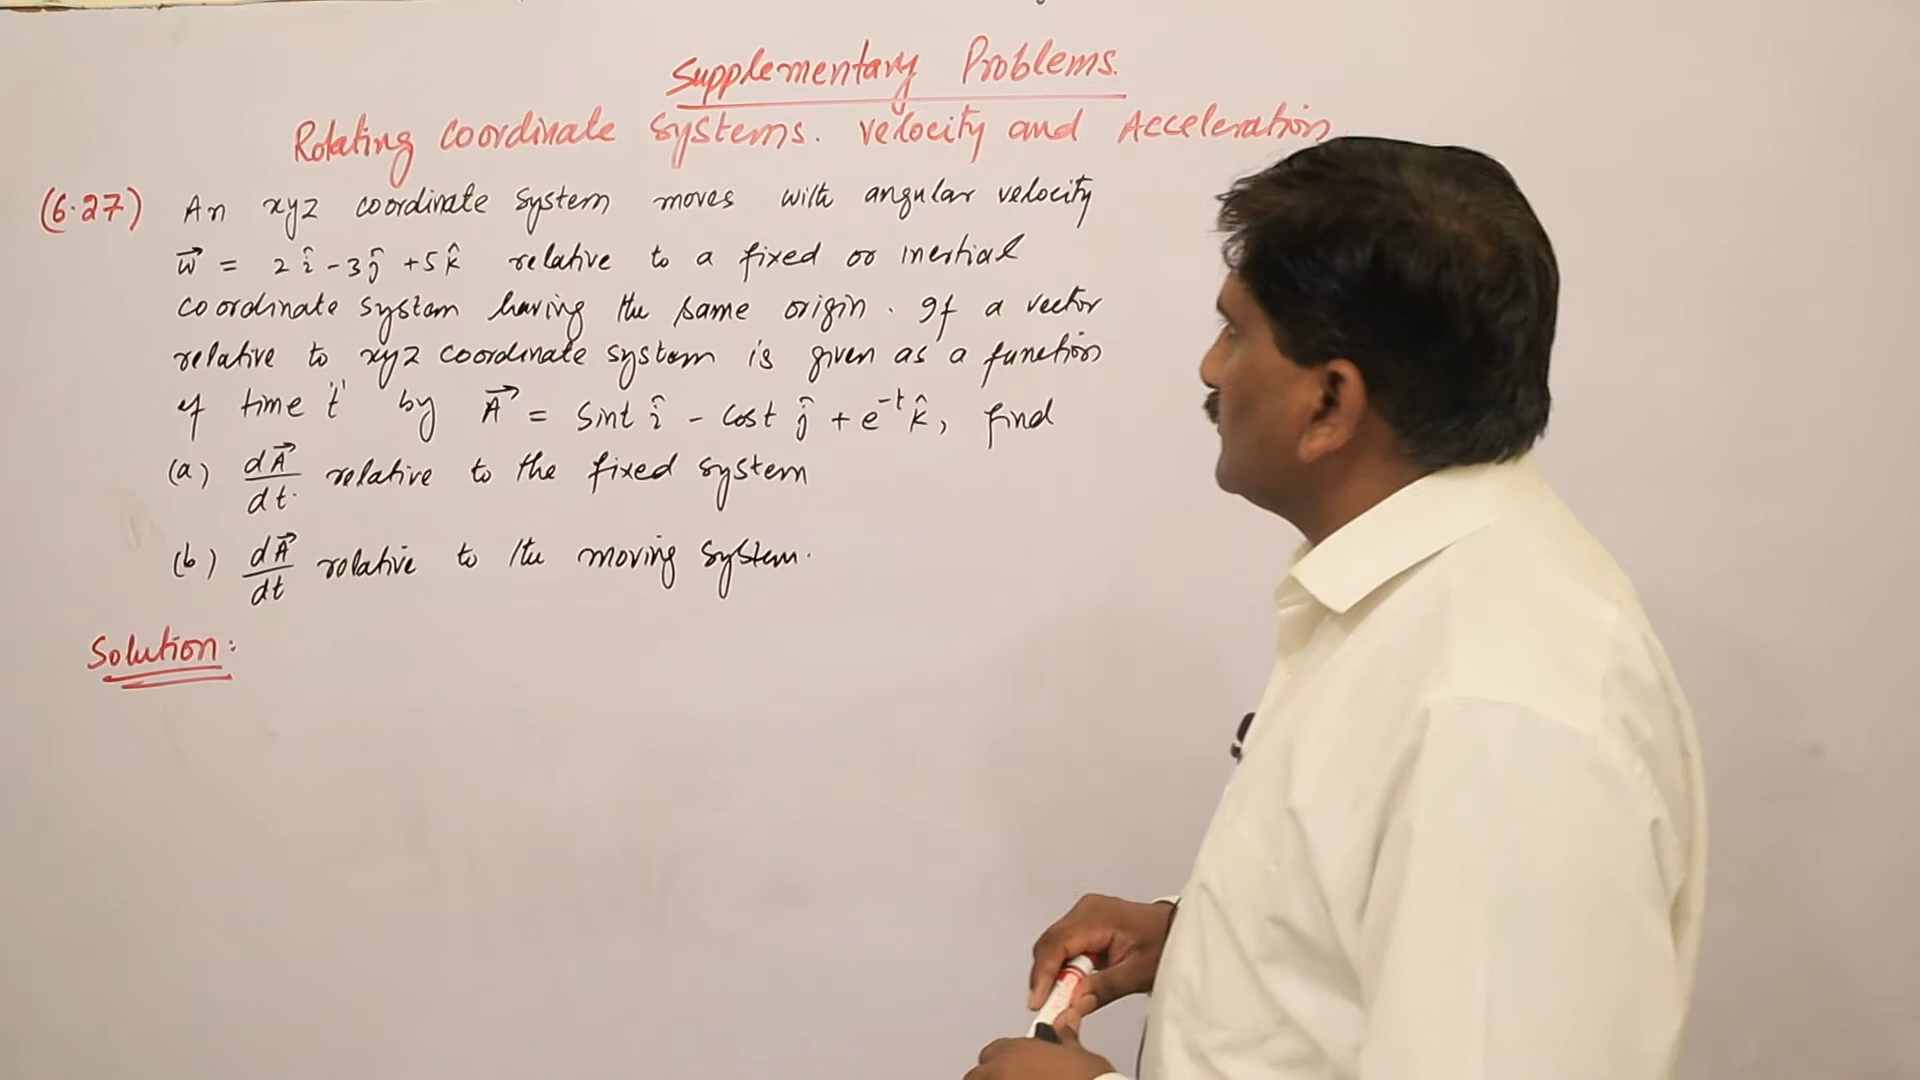 Supplementary Problems.
Rotating coordinate systems. velocity and Acceleration
(6.27) An xyz coordinate system moves with angular velocity
w⃗ = 2î - 3ĵ + 5k̂ relative to a fixed or inertial
coordinate system having the same origin. If a vector
relative to xyz coordinate system is given as a function
of time 't' by A⃗ = Sint î - cost ĵ + e^-t k̂, find
(a) dA⃗/dt. relative to the fixed system
(b) dA⃗/dt relative to the moving system.
Solution: